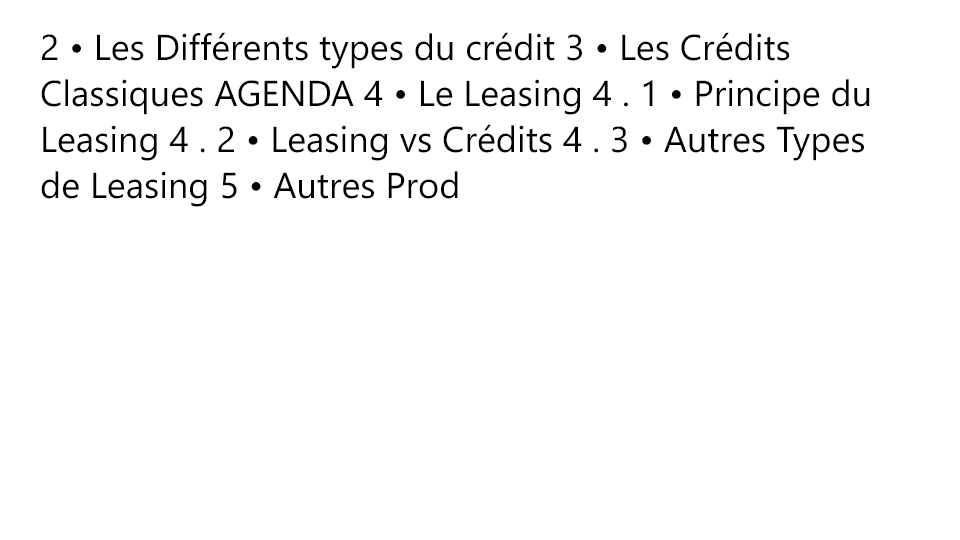 2 • Les Différents types du crédit 3 • Les Crédits
Classiques AGENDA 4 • Le Leasing 4 . 1 • Principe du
Leasing 4 . 2 • Leasing vs Crédits 4 . 3 • Autres Types
de Leasing 5 • Autres Prod